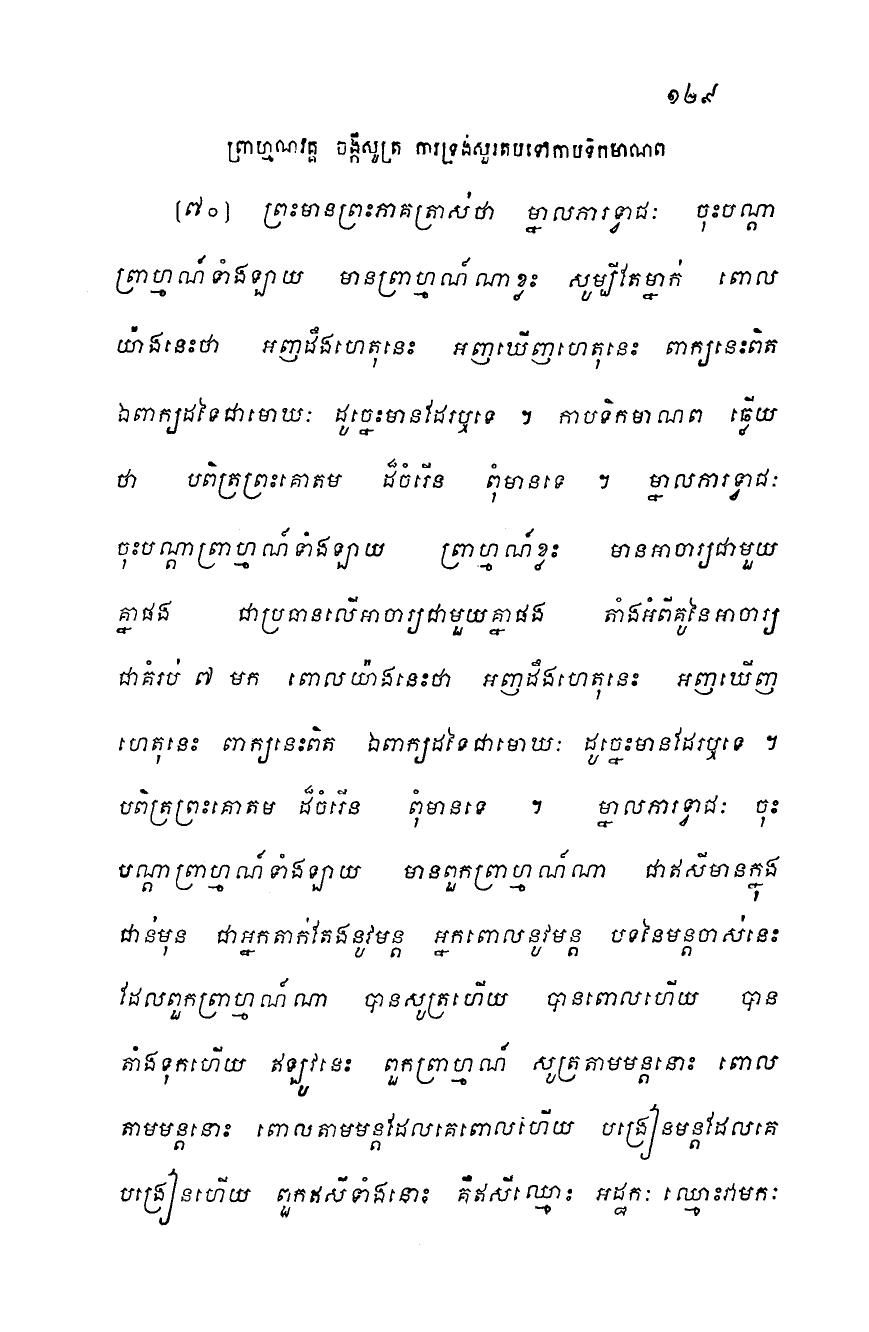 ១២៩
ព្រាហ្មណវគ្គ ចង្កីសូត្រ ការទ្រង់សួរតបទៅកាបទិកមាណព
(៧០) ព្រះមានព្រះភាគត្រាស់ថា ម្នាលភារទ្វាជៈ ចុះបណ្តា
ព្រាហ្មណ៍ទាំងឡាយ មានព្រាហ្មណ៍ណាខ្លះ សូម្បីតែម្នាក់ ពោល
យ៉ាងនេះថា អញដឹងហេតុនេះ អញឃើញហេតុនេះ ពាក្យនេះពិត
ឯពាក្យដទៃជាមោឃៈ ដូច្នេះមានដែរឬទេ ។ កាបទិកមាណព ឆ្លើយ
ថា បពិត្រព្រះគោតម ដ៏ចំរើន ពុំមានទេ ។ ម្នាលភារទ្វាជៈ
ចុះបណ្តាព្រាហ្មណ៍ទាំងឡាយ ព្រាហ្មណ៍ខ្លះ មានអាចារ្យជាមួយ
គ្នាផង ជាប្រធានលើអាចារ្យជាមួយគ្នាផង តាំងអំពីគូនៃអាចារ្យ
ជាគំរប់ ៧ មក ពោលយ៉ាងនេះថា អញដឹងហេតុនេះ អញឃើញ
ហេតុនេះ ពាក្យនេះពិត ឯពាក្យដទៃជាមោឃៈ ដូច្នេះមានដែរឬទេ ។
បពិត្រព្រះគោតម ដ៏ចំរើន ពុំមានទេ ។ ម្នាលភារទ្វាជៈ ចុះ
បណ្តាព្រាហ្មណ៍ទាំងឡាយ មានពួកព្រាហ្មណ៍ណា ជាឥសីមានក្នុង
ជាន់មុន ជាអ្នកតាក់តែងនូវមន្ត អ្នកពោលនូវមន្ត បទនៃមន្តចាស់នេះ
ដែលពួកព្រាហ្មណ៍ណា បានសូត្រហើយ បានពោលហើយ បាន
តាំងទុកហើយ ឥឡូវនេះ ពួកព្រាហ្មណ៍ សូត្រតាមមន្តនោះ ពោល
តាមមន្តនោះ ពោលតាមមន្តដែលគេពោលហើយ បង្រៀនមន្តដែលគេ
បង្រៀនហើយ ពួកឥសីទាំងនោះ គឺឥសីឈ្មោះ អដ្ឋកៈ ឈ្មោះវាមកៈ